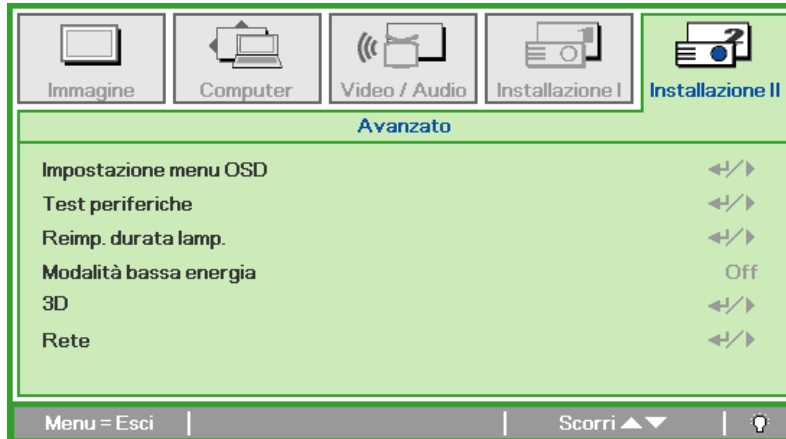 Immagine
Computer
Video / Audio
Installazione I
Installazione II
Avanzato
Impostazione menu OSD
Test periferiche
Reimp. durata lamp.
Modalità bassa energia Off
3D
Rete
Menu = Esci Scorri